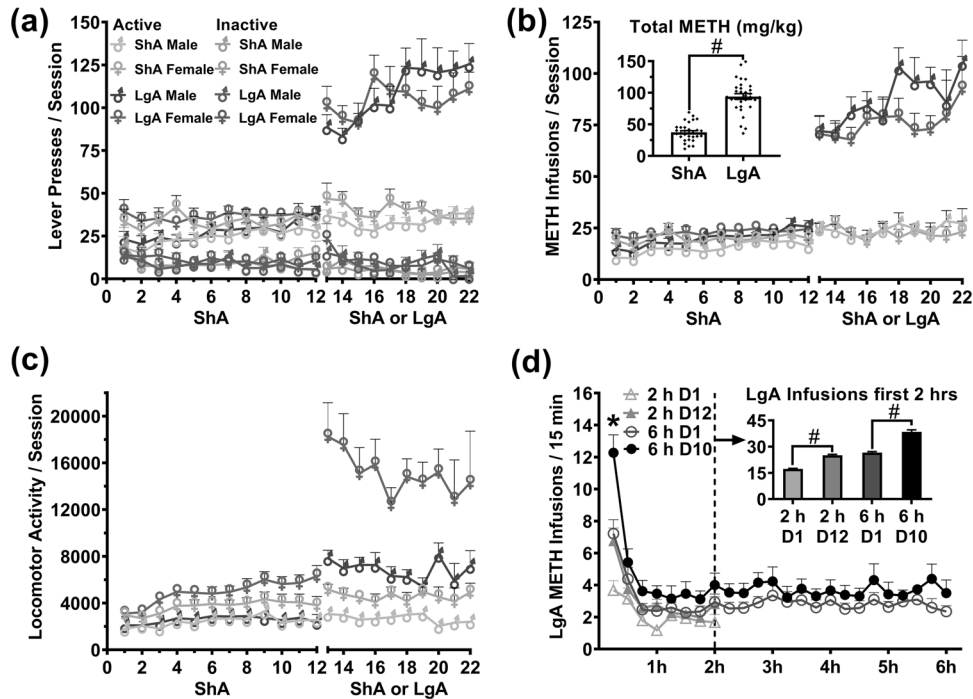 (a)
Active Inactive
ShA Male ShA Male
ShA Female ShA Female
LgA Male LgA Male
LgA Female LgA Female
Lever Presses / Session
150
125
100
75
50
25
0
0 2 4 6 8 10 12 14 16 18 20 22
ShA ShA or LgA
(b)
Total METH (mg/kg)
#
150
100
50
0
ShA LgA
METH Infusions / Session
125
100
75
50
25
0
0 2 4 6 8 10 12 14 16 18 20 22
ShA ShA or LgA
(c)
Locomotor Activity / Session
20000
16000
12000
8000
4000
0
0 2 4 6 8 10 12 14 16 18 20 22
ShA ShA or LgA
(d)
2 h D1
2 h D12
6 h D1
6 h D10
*
LgA METH Infusions / 15 min
16
14
12
10
8
6
4
2
0
1h 2h 3h 4h 5h 6h
LgA Infusions first 2 hrs
# #
45
30
15
0
2 h 2 h 6 h 6 h
D1 D12 D1 D10